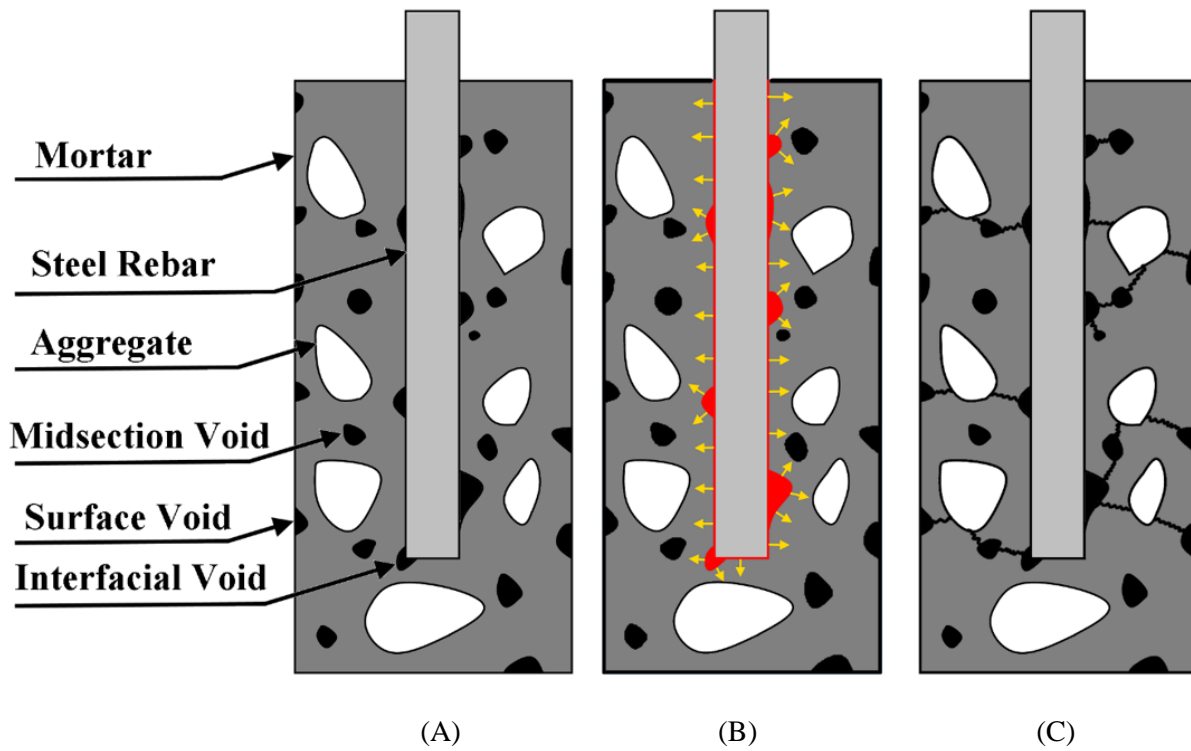 Mortar
Steel Rebar
Aggregate
Midsection Void
Surface Void
Interfacial Void
(A)
(B)
(C)